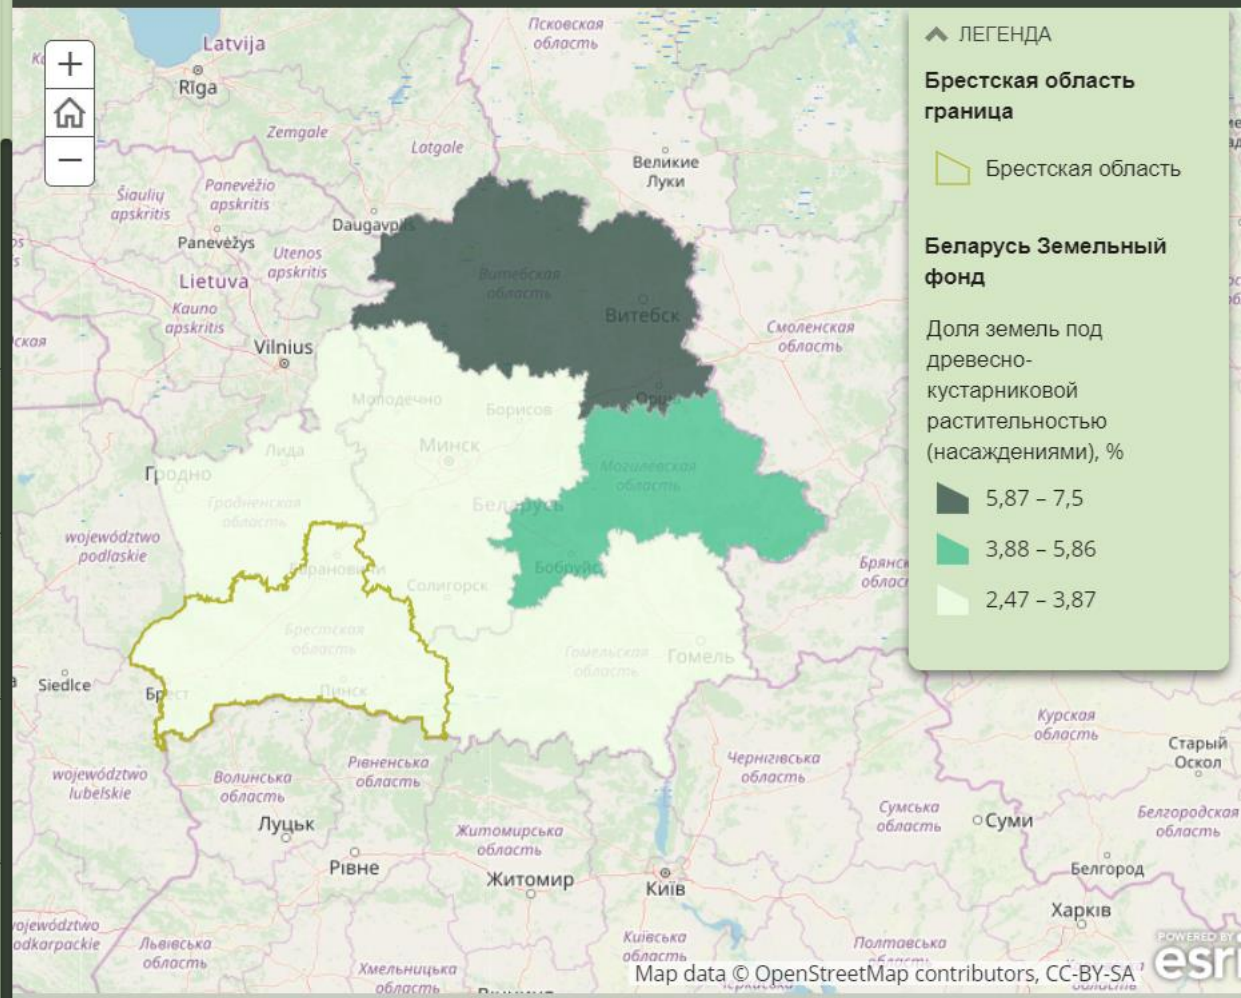 ЛЕГЕНДА
Брестская область
граница
Брестская область
Беларусь Земельный
фонд
Доля земель под
древесно-
кустарниковой
растительностью
(насаждениями), %
5,87 – 7,5
3,88 – 5,86
2,47 – 3,87
+
−
Псковская
область
Latvija
Rīga
Zemgale
Latgale
Великие
Луки
Šiaulių
apskritis
Panevėžio
apskritis
Daugavpils
Panevėžys
Utenos
apskritis
Lietuva
Kauno
apskritis
Витебская
область
Витебск
Смоленская
область
Vilnius
Молодечно
Борисов
Орша
Минск
Лида
Гродно
Могилевская
область
Гродненская
область
Беларусь
województwo
podlaskie
Барановичи
Бобруйск
Солигорск
Брестская
область
Гомельская
область
Гомель
Siedlce
Брест
Пинск
Курская
область
Старый
Оскол
województwo
lubelskie
Волинська
область
Рівненська
область
Чернігівська
область
Сумська
область
Суми
Белгородская
область
Луцьк
Житомирська
область
Рівне
Житомир
Київ
Белгород
Харків
Львівська
область
Київська
область
Полтавська
область
Хмельницька
область
Map data © OpenStreetMap contributors, CC-BY-SA
POWERED BY
esri